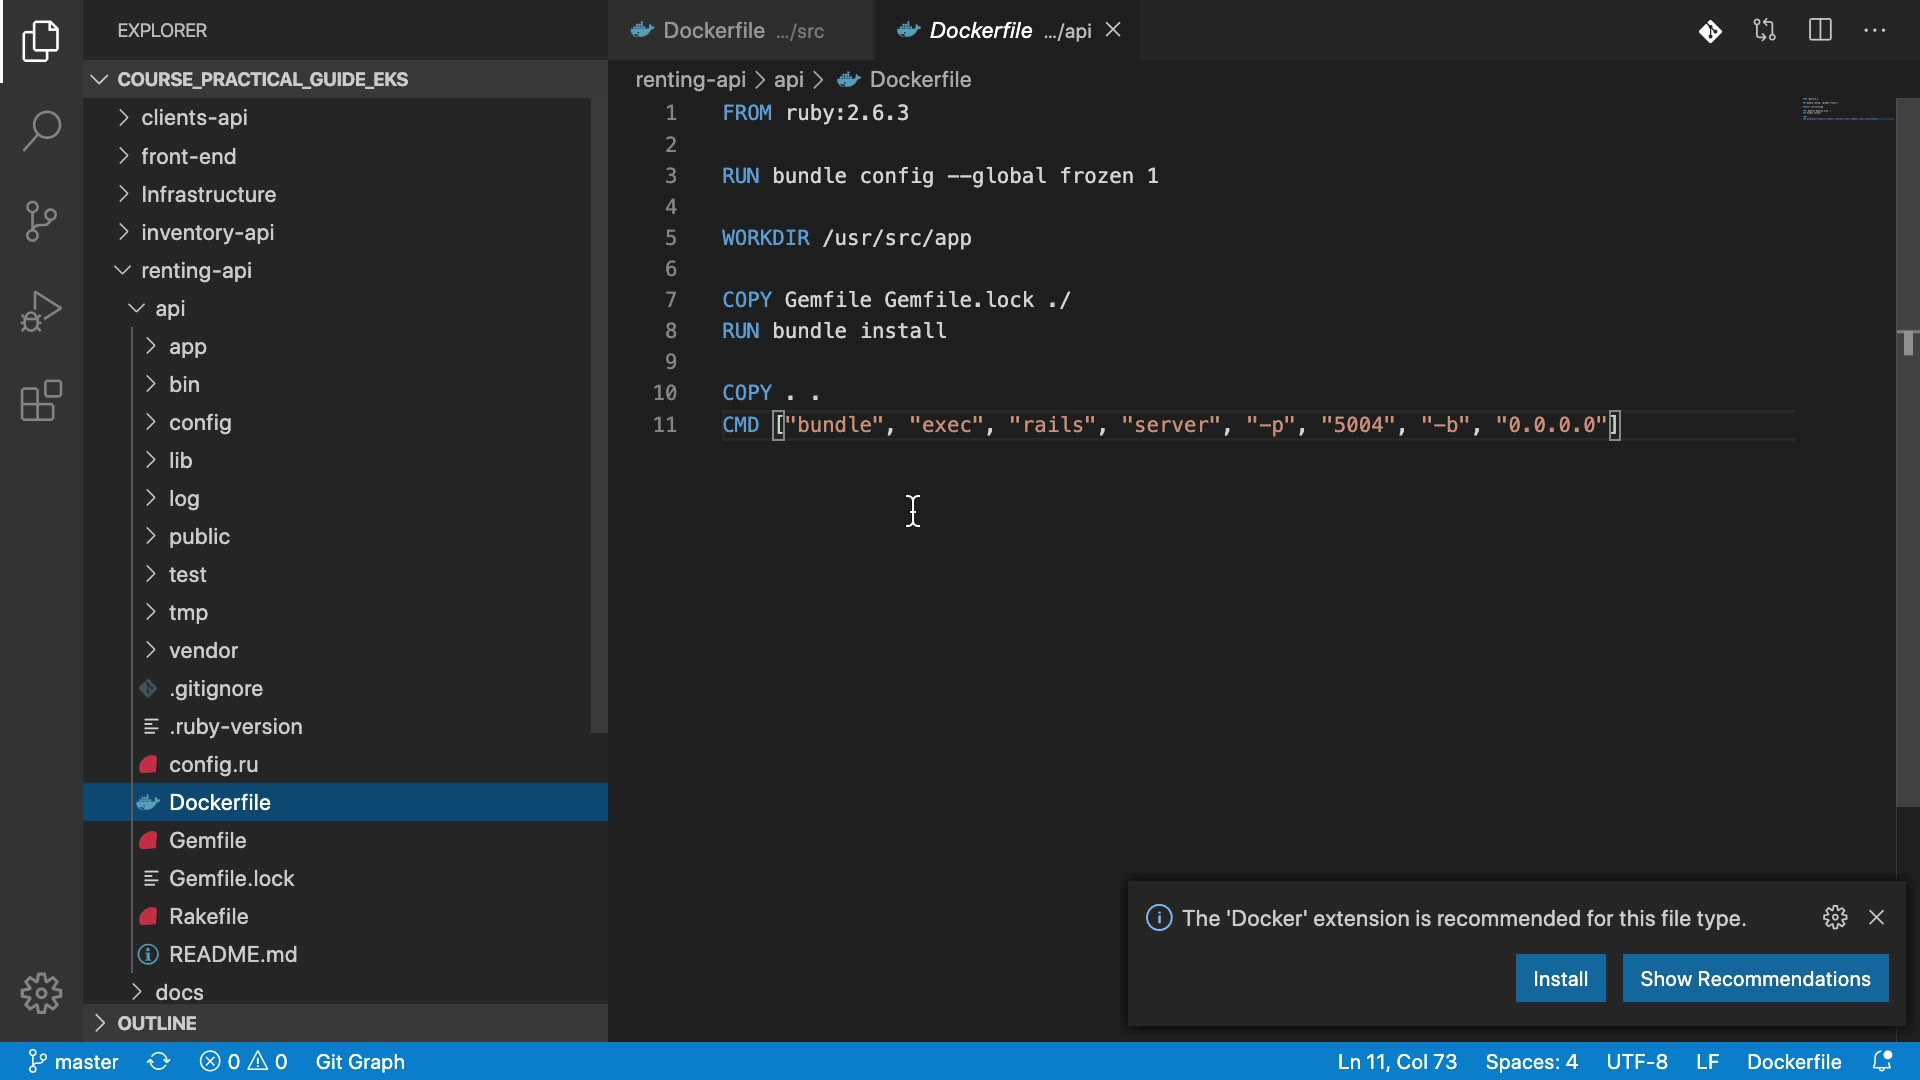 EXPLORER
COURSE_PRACTICAL_GUIDE_EKS
clients-api
front-end
Infrastructure
inventory-api
renting-api
api
app
bin
config
lib
log
public
test
tmp
vendor
.gitignore
.ruby-version
config.ru
Dockerfile
Gemfile
Gemfile.lock
Rakefile
README.md
docs
OUTLINE
Dockerfile .../src
Dockerfile .../api
renting-api > api > Dockerfile
1 FROM ruby:2.6.3
2
3 RUN bundle config --global frozen 1
4
5 WORKDIR /usr/src/app
6
7 COPY Gemfile Gemfile.lock ./
8 RUN bundle install
9
10 COPY . .
11 CMD ["bundle", "exec", "rails", "server", "-p", "5004", "-b", "0.0.0.0"]
The 'Docker' extension is recommended for this file type.
Install
Show Recommendations
master 0 0 Git Graph Ln 11, Col 73 Spaces: 4 UTF-8 LF Dockerfile